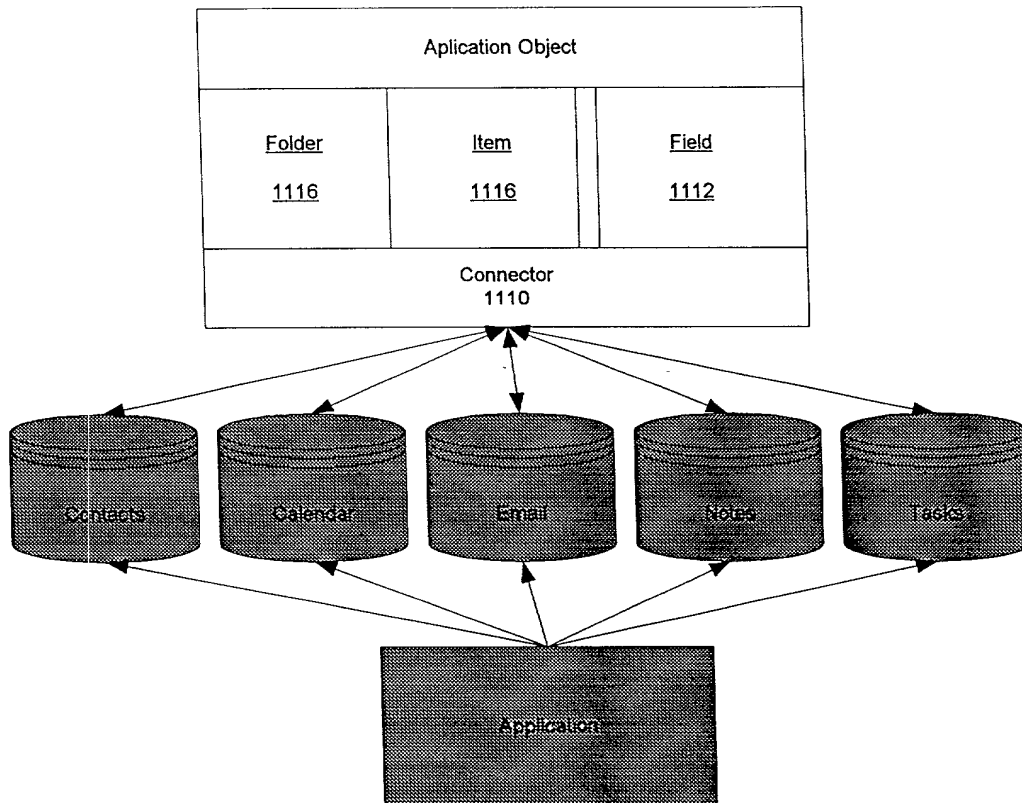 Aplication Object
Folder Item Field
1116 1116 1112
Connector
1110
Contacts Calendar Email Notes Tasks
Application